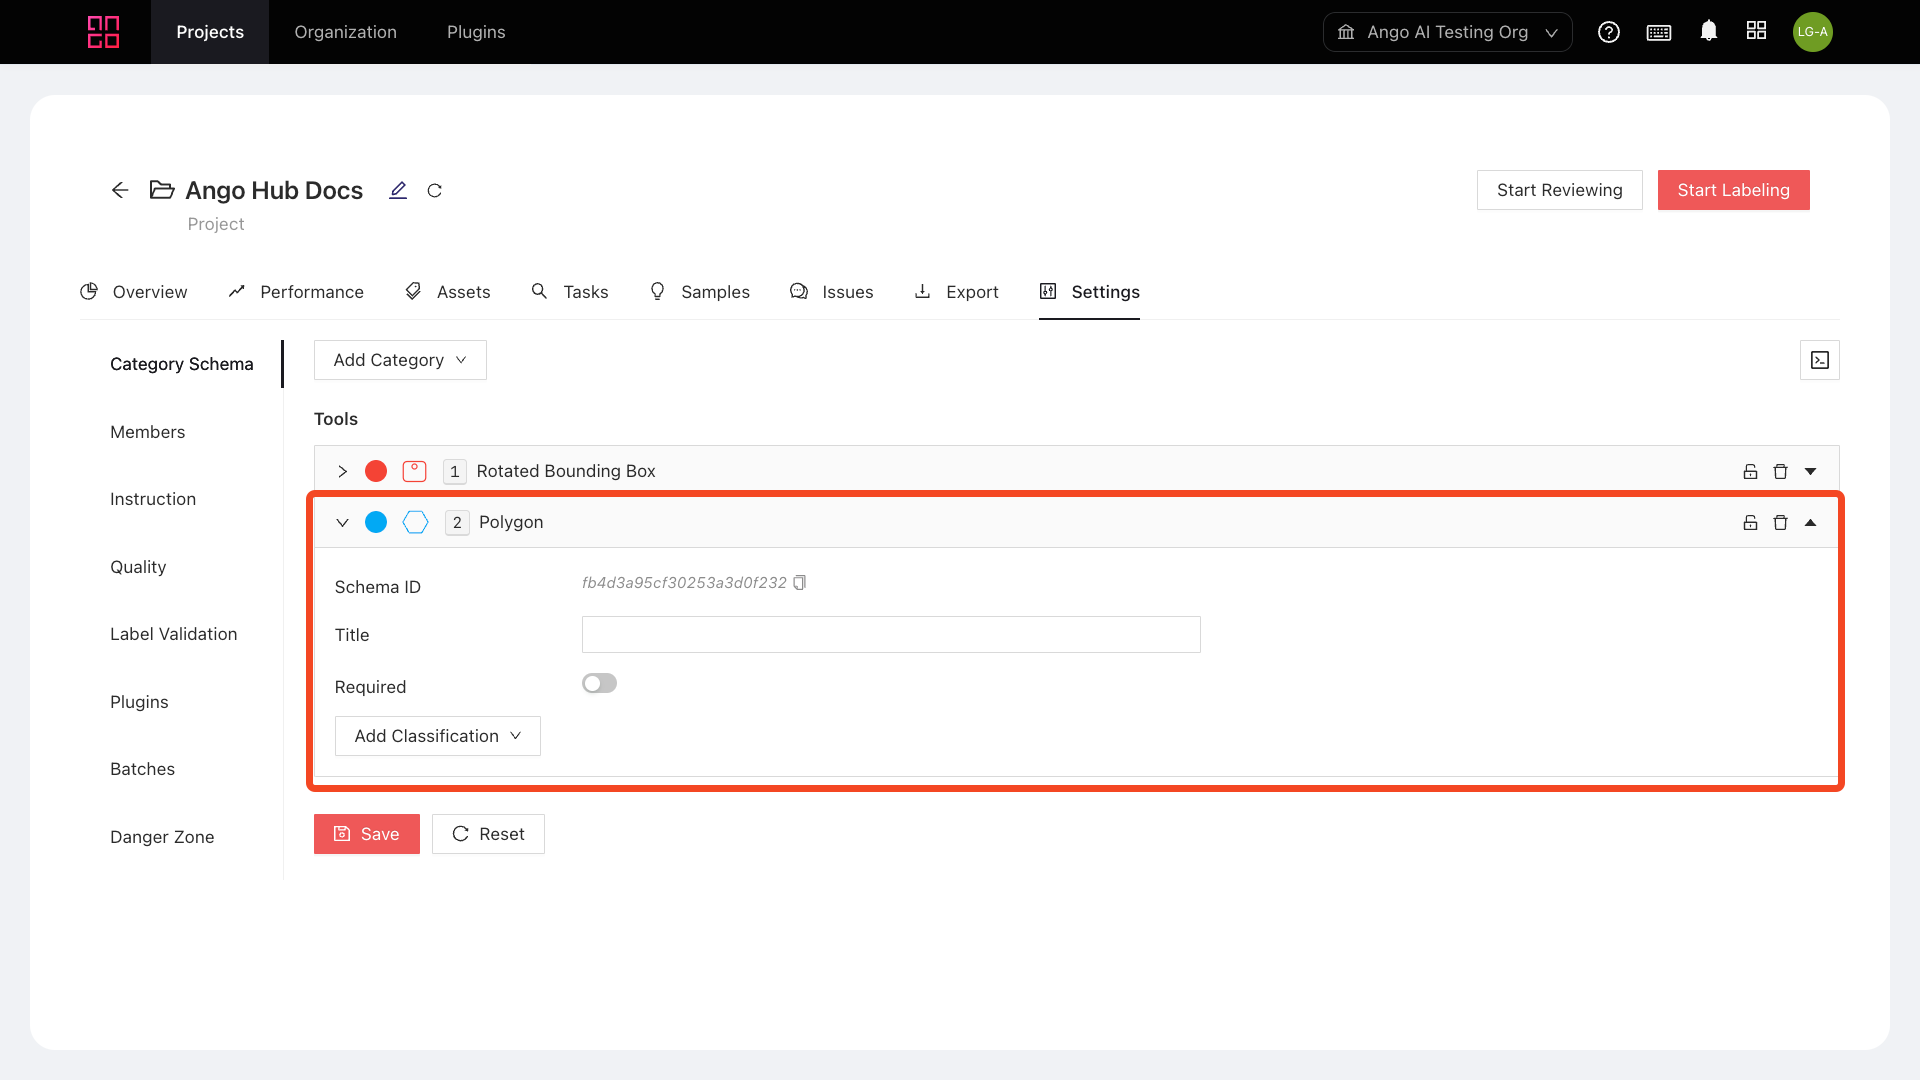 Projects Organization Plugins Ango AI Testing Org LG-A
Ango Hub Docs
Start Reviewing Start Labeling
Project
Overview Performance Assets Tasks Samples Issues Export Settings
Category Schema
Members
Instruction
Quality
Label Validation
Plugins
Batches
Danger Zone
Add Category
Tools
1 Rotated Bounding Box
2 Polygon
Schema ID fb4d3a95cf30253a3d0f232
Title
Required
Add Classification
Save Reset